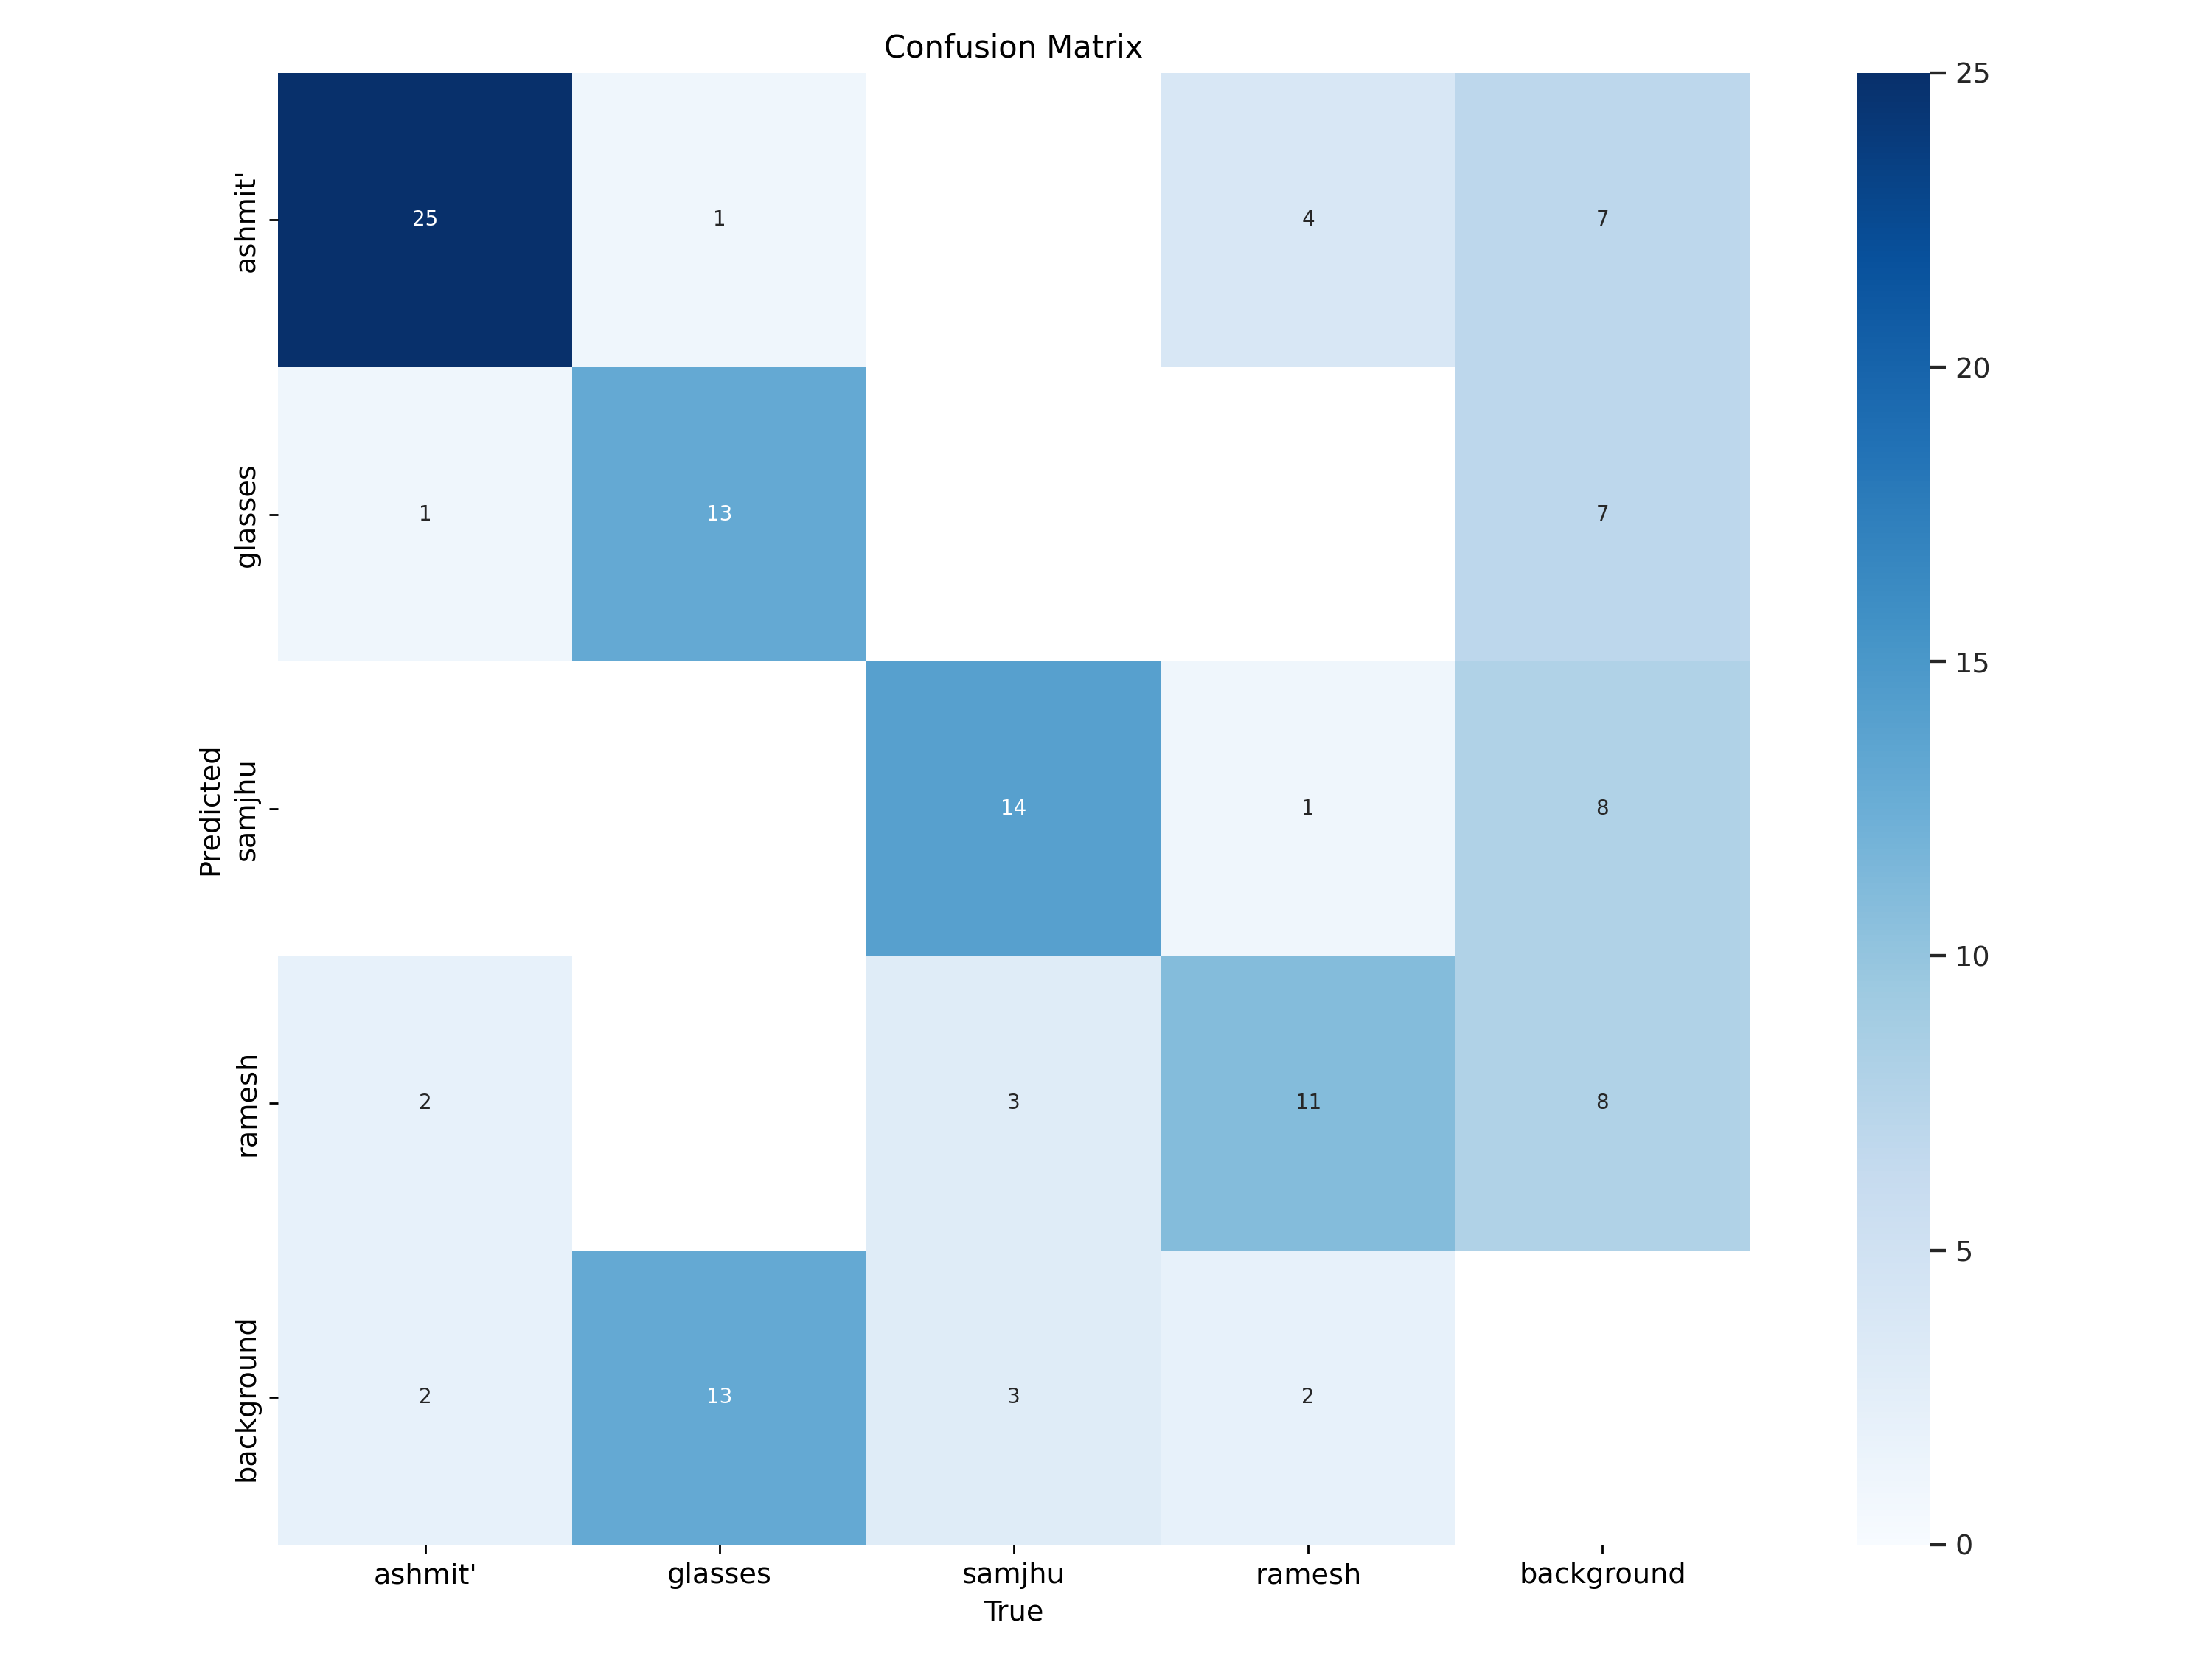 Confusion Matrix
25
ashmit'
25 1 4 7
20
glasses
1 13 7
15
Predicted
samjhu
14 1 8
10
ramesh
2 3 11 8
5
background
2 13 3 2
0
ashmit' glasses samjhu ramesh background
True